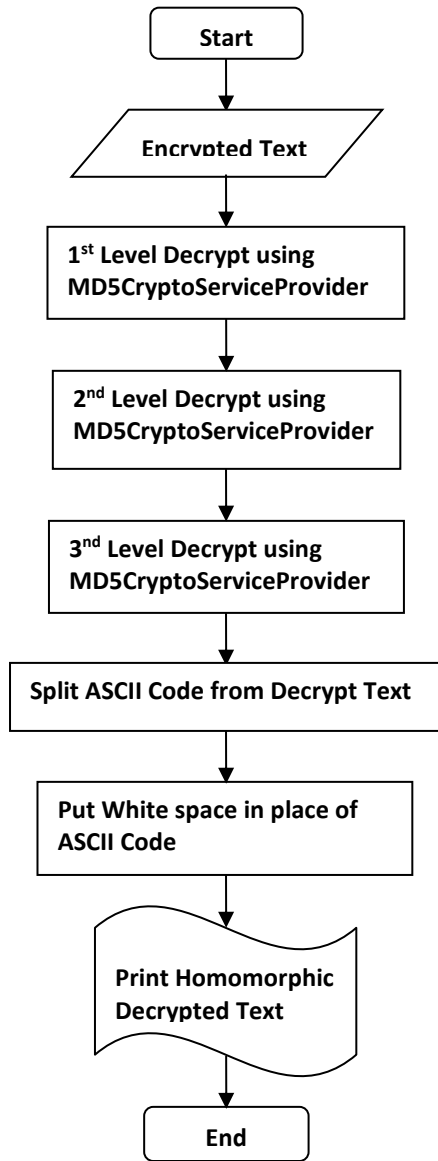 Start
Encrypted Text
1st Level Decrypt using
MD5CryptoServiceProvider
2nd Level Decrypt using
MD5CryptoServiceProvider
3nd Level Decrypt using
MD5CryptoServiceProvider
Split ASCII Code from Decrypt Text
Put White space in place of
ASCII Code
Print Homomorphic
Decrypted Text
End